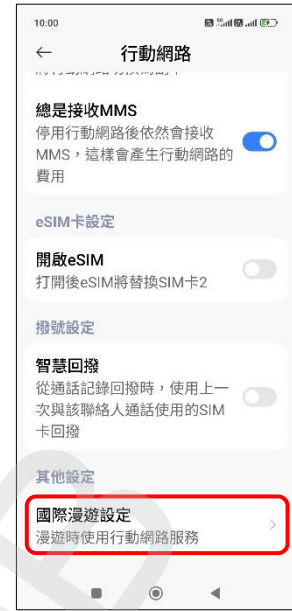 10:00
行動網路
總是接收MMS
停用行動網路後依然會接收
MMS，這樣會產生行動網路的
費用
eSIM卡設定
開啟eSIM
打開後eSIM將替換SIM卡2
撥號設定
智慧回撥
從通話記錄回撥時，使用上一
次與該聯絡人通話使用的SIM
卡回撥
其他設定
國際漫遊設定
漫遊時使用行動網路服務